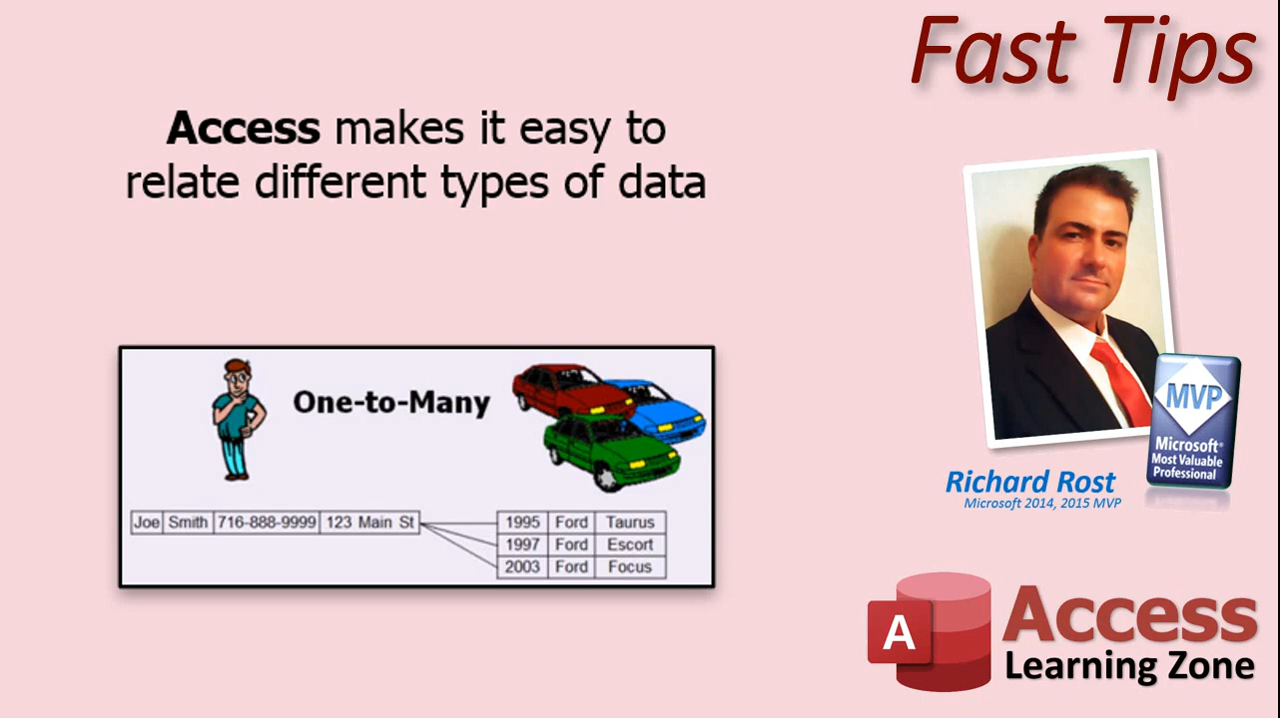 Fast Tips
Access makes it easy to
relate different types of data
One-to-Many
Joe Smith 716-888-9999 123 Main St
1995 Ford Taurus
1997 Ford Escort
2003 Ford Focus
MVP
Microsoft®
Most Valuable
Professional
Richard Rost
Microsoft 2014, 2015 MVP
A
Access
Learning Zone